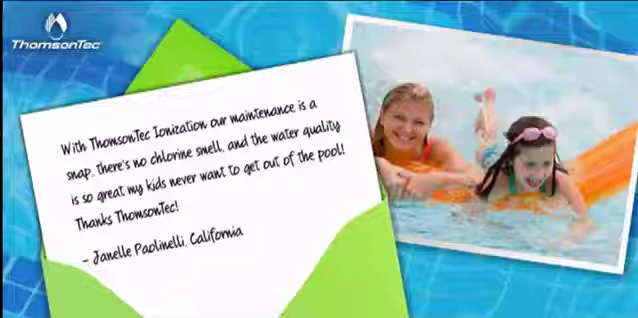 ThomsonTec
With ThomsonTec Ionization our maintenance is a
snap, there's no chlorine smell, and the water quality
is so great my kids never want to get out of the pool!
Thanks ThomsonTec!
- Janelle Paolinelli, California